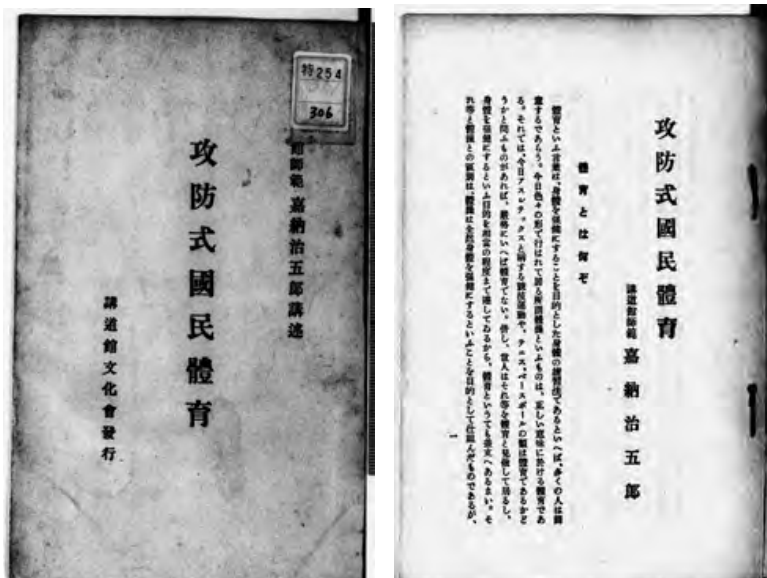 特254
306
館師範 嘉納治五郎講述
攻防式國民體育
講道館文化會發行
攻防式國民體育
講道館師範 嘉納治五郎
體育とは何ぞ
體育といふ言葉は、身體を強健にすることを目的とした身體の練習法であるといへば、多くの人は首
肯するであらう。今日色々の形で行はれて居る所謂體操といふものは、正しい意味に於ける體育であ
る。それでは、今日アスレチックスと稱する競技運動や、テニス、ベースボールの類は體育であるかど
うかと問ふものがあれば、嚴格にいへば體育でない。併し、世人はそれ等を體育と見做して居るし、
身體を強健にするといふ目的を相當の程度まで達してゐるから、體育というても差支へあるまい。そ
れ等と體操との區別は、體操は全然身體を強健にするといふことを目的として仕組んだものであるが、
一